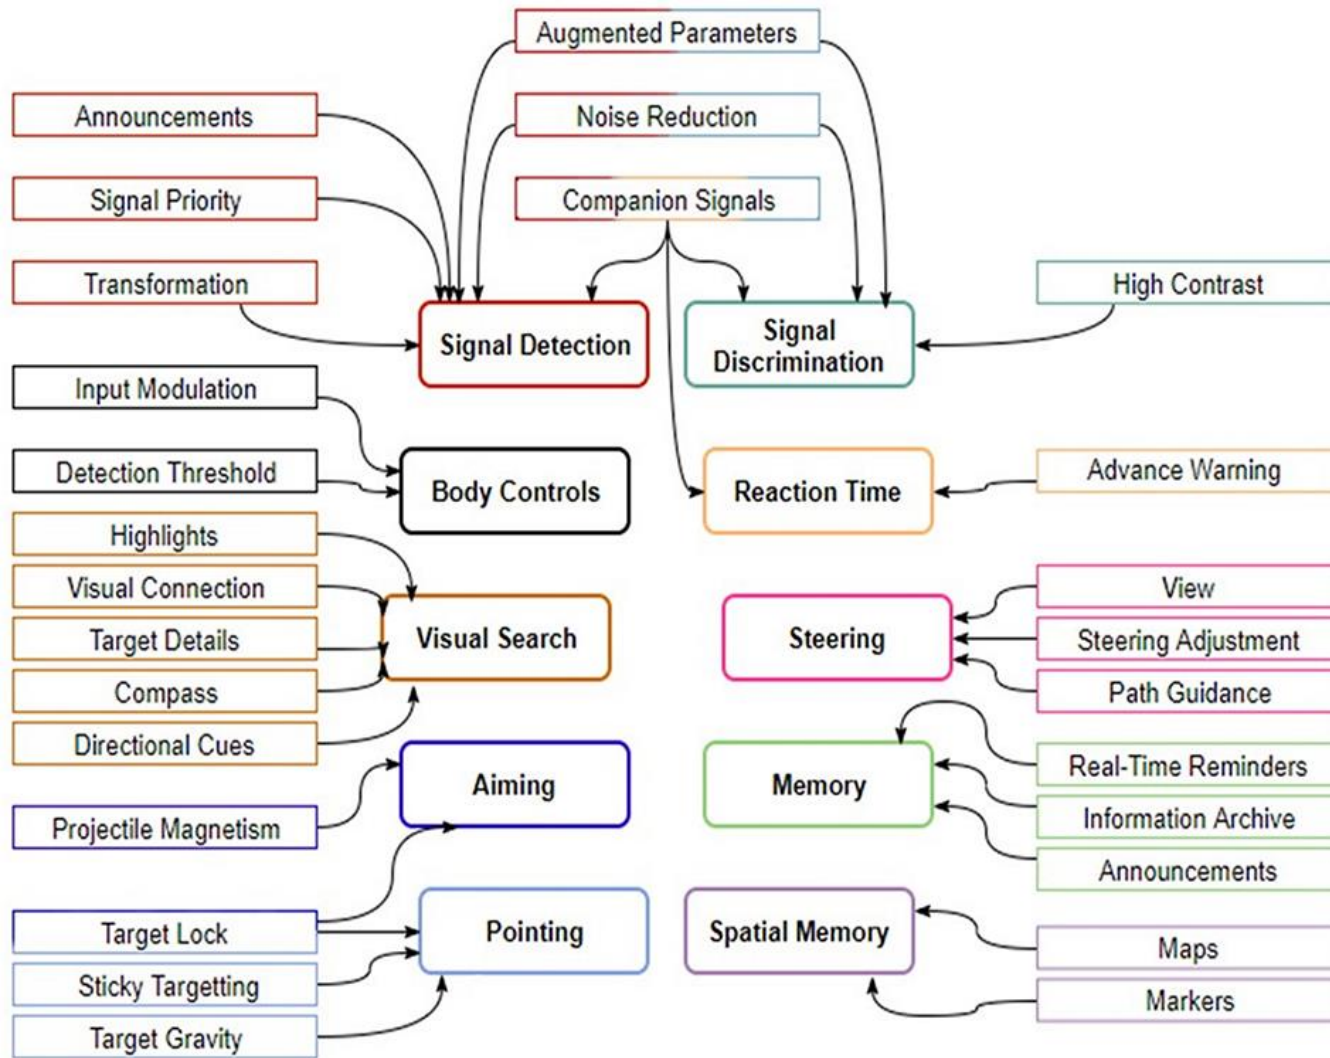 Augmented Parameters
Announcements
Noise Reduction
Signal Priority
Companion Signals
Transformation
High Contrast
Signal Detection
Signal
Discrimination
Input Modulation
Detection Threshold
Body Controls
Reaction Time
Advance Warning
Highlights
Visual Connection
Target Details
Compass
Directional Cues
Visual Search
Steering
View
Steering Adjustment
Path Guidance
Projectile Magnetism
Aiming
Memory
Real-Time Reminders
Information Archive
Announcements
Target Lock
Sticky Targetting
Target Gravity
Pointing
Spatial Memory
Maps
Markers